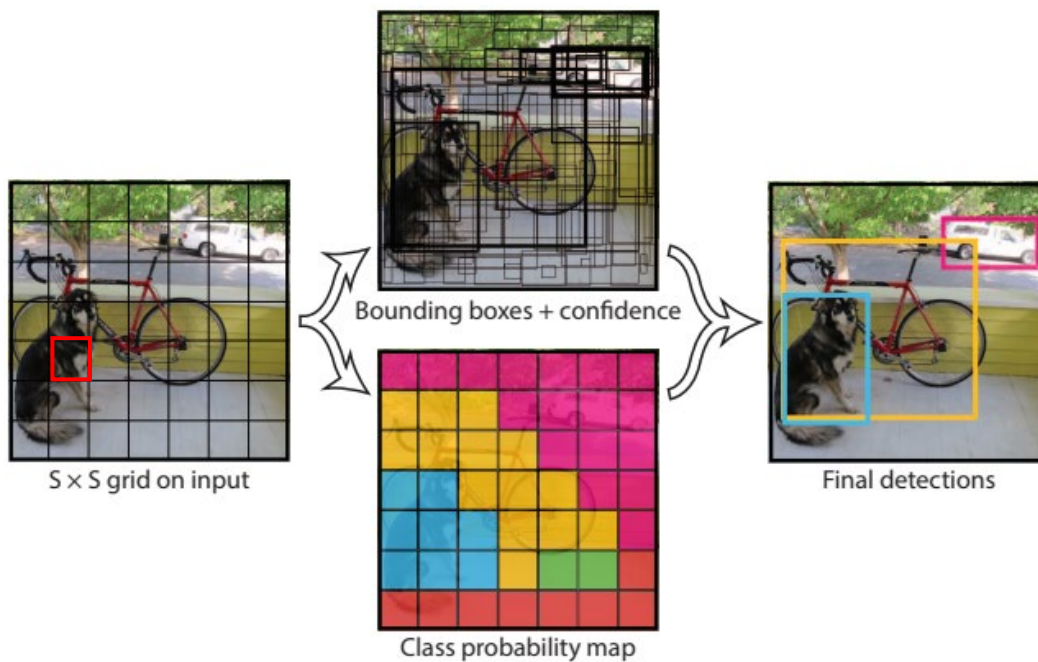 Bounding boxes + confidence
S × S grid on input
Final detections
Class probability map